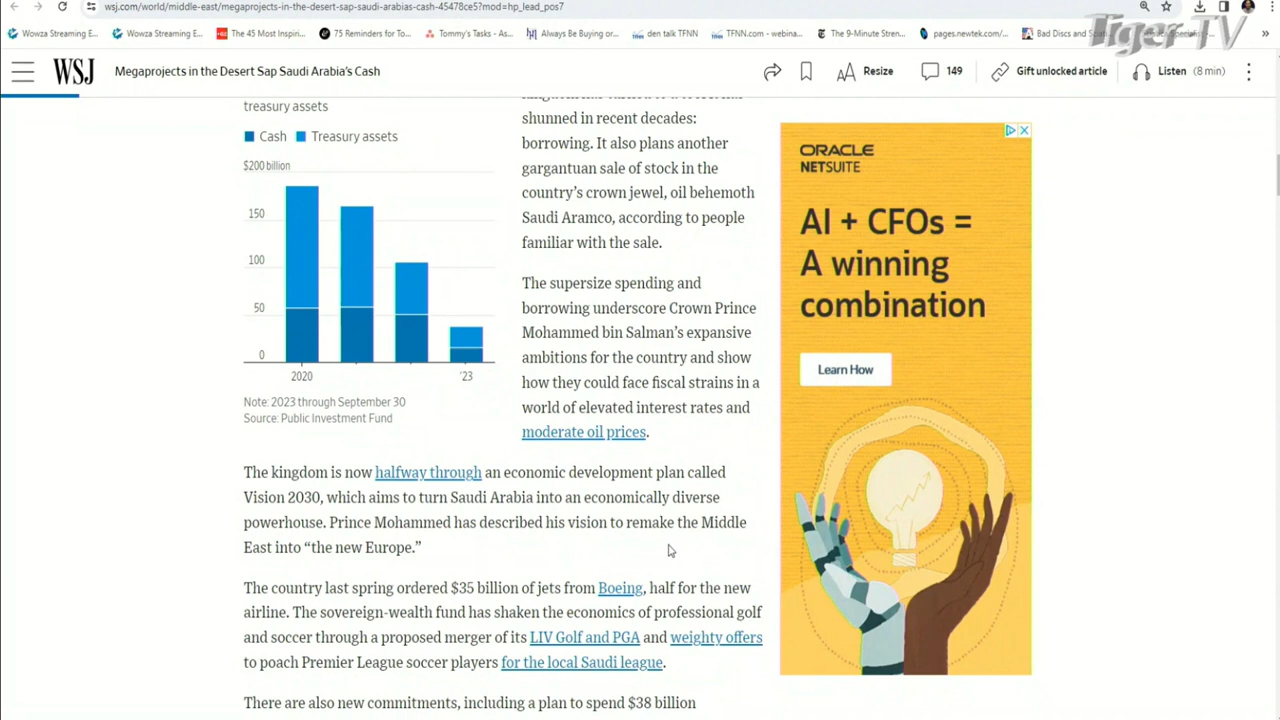 wsj.com/world/middle-east/megaprojects-in-the-desert-sap-saudi-arabias-cash-45478ce5?mod=hp_lead_pos7
Wowza Streaming E...
Wowza Streaming E...
The 45 Most Inspiri...
75 Reminders for To...
Tommy's Tasks - As...
Always Be Buying or...
den talk TFNN
TFNN.com - webina...
The 9-Minute Stren...
pages.newtek.com/...
Bad Discs and
»
Tiger TV
WSJ
Megaprojects in the Desert Sap Saudi Arabia's Cash
Resize
149
Gift unlocked article
Listen (8 min)
treasury assets
Cash Treasury assets
$200 billion
150
100
50
0
2020
'23
Note: 2023 through September 30
Source: Public Investment Fund
shunned in recent decades:
borrowing. It also plans another
gargantuan sale of stock in the
country's crown jewel, oil behemoth
Saudi Aramco, according to people
familiar with the sale.
The supersize spending and
borrowing underscore Crown Prince
Mohammed bin Salman's expansive
ambitions for the country and show
how they could face fiscal strains in a
world of elevated interest rates and
moderate oil prices.
The kingdom is now halfway through an economic development plan called
Vision 2030, which aims to turn Saudi Arabia into an economically diverse
powerhouse. Prince Mohammed has described his vision to remake the Middle
East into “the new Europe.”
The country last spring ordered $35 billion of jets from Boeing, half for the new
airline. The sovereign-wealth fund has shaken the economics of professional golf
and soccer through a proposed merger of its LIV Golf and PGA and weighty offers
to poach Premier League soccer players for the local Saudi league.
There are also new commitments, including a plan to spend $38 billion
ORACLE
NETSUITE
AI + CFOs =
A winning
combination
Learn How